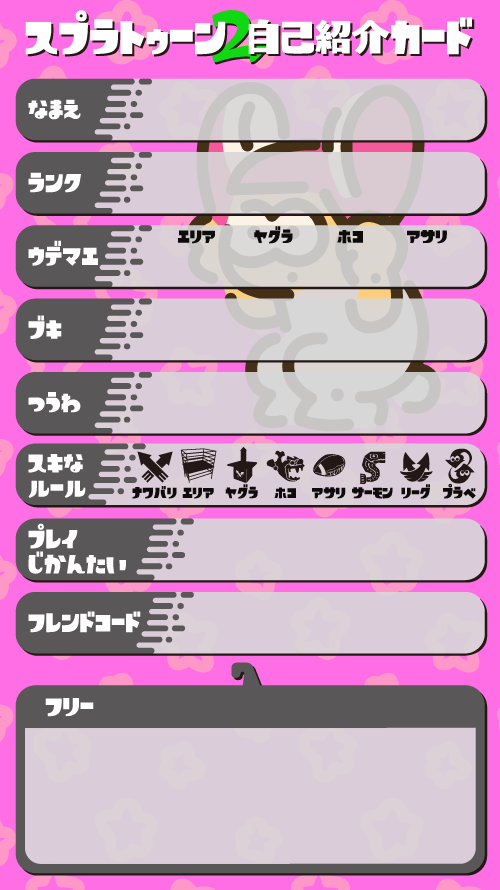 スプラトゥーン2自己紹介カード
なまえ
ランク
エリア ヤグラ ホコ アサリ
ウデマエ
ブキ
つうわ
スキな
ルール
ナワバリ エリア ヤグラ ホコ アサリ サーモン リーグ プラベ
プレイ
じかんたい
フレンドコード
フリー